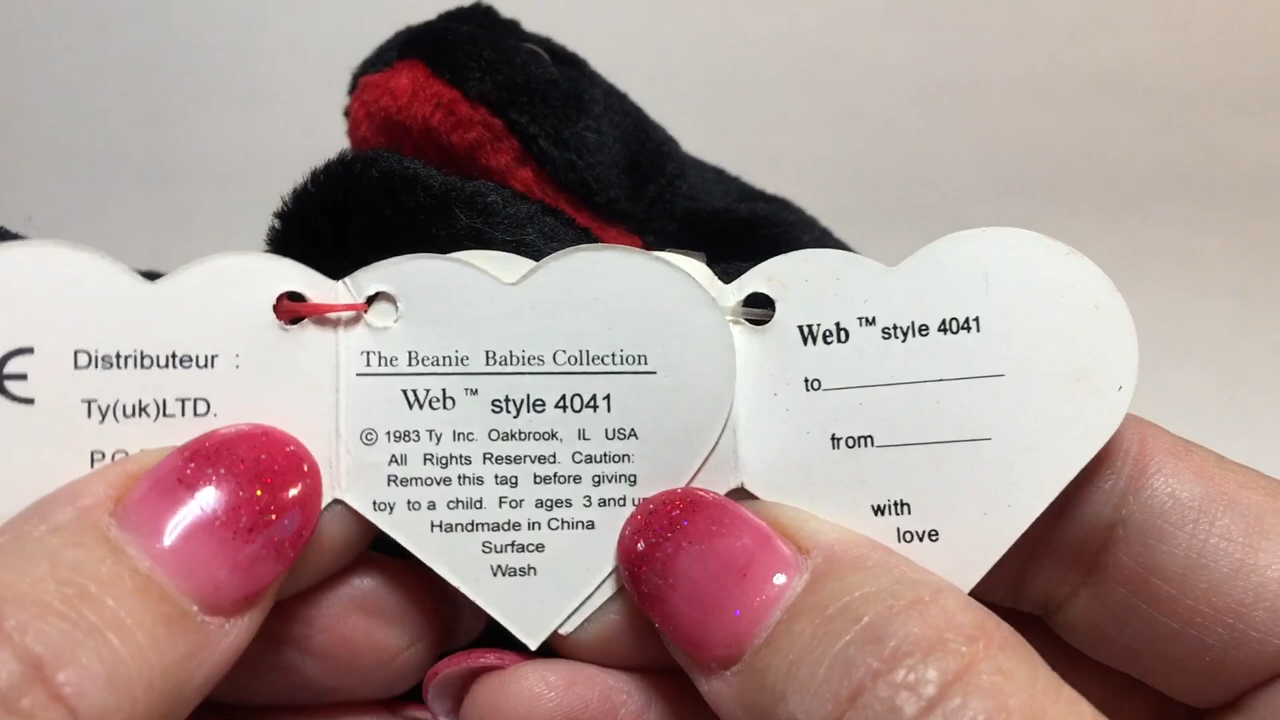 CE
Distributeur :
Ty(uk)LTD.
The Beanie Babies Collection
Web ™ style 4041
© 1983 Ty Inc. Oakbrook, IL USA
All Rights Reserved. Caution:
Remove this tag before giving
toy to a child. For ages 3 and
Handmade in China
Surface
Wash
Web ™ style 4041
to
from
with
love